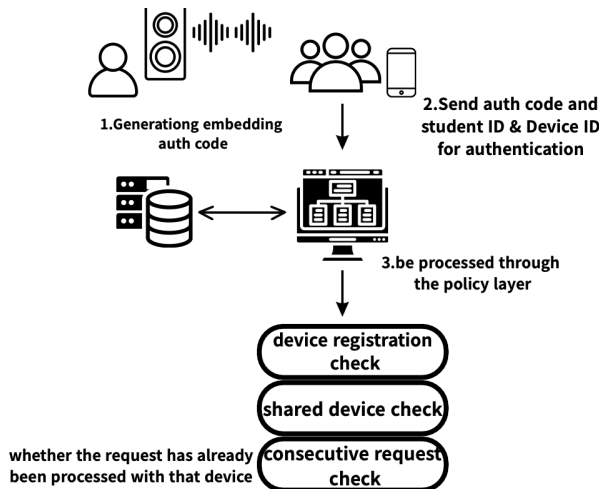 1.Generationg embedding
auth code
2.Send auth code and
student ID & Device ID
for authentication
3.be processed through
the policy layer
device registration
check
shared device check
whether the request has already
been processed with that device
consecutive request
check